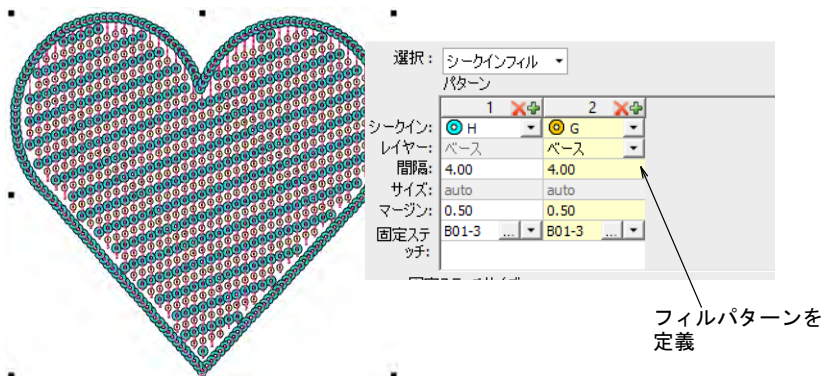 選択: シークインフィル
パターン
1 2
シークイン: H G
レイヤー: ベース ベース
間隔: 4.00 4.00
サイズ: auto auto
マージン: 0.50 0.50
固定ステ B01-3 ... B01-3 ...
ッチ:
フィルパターンを
定義